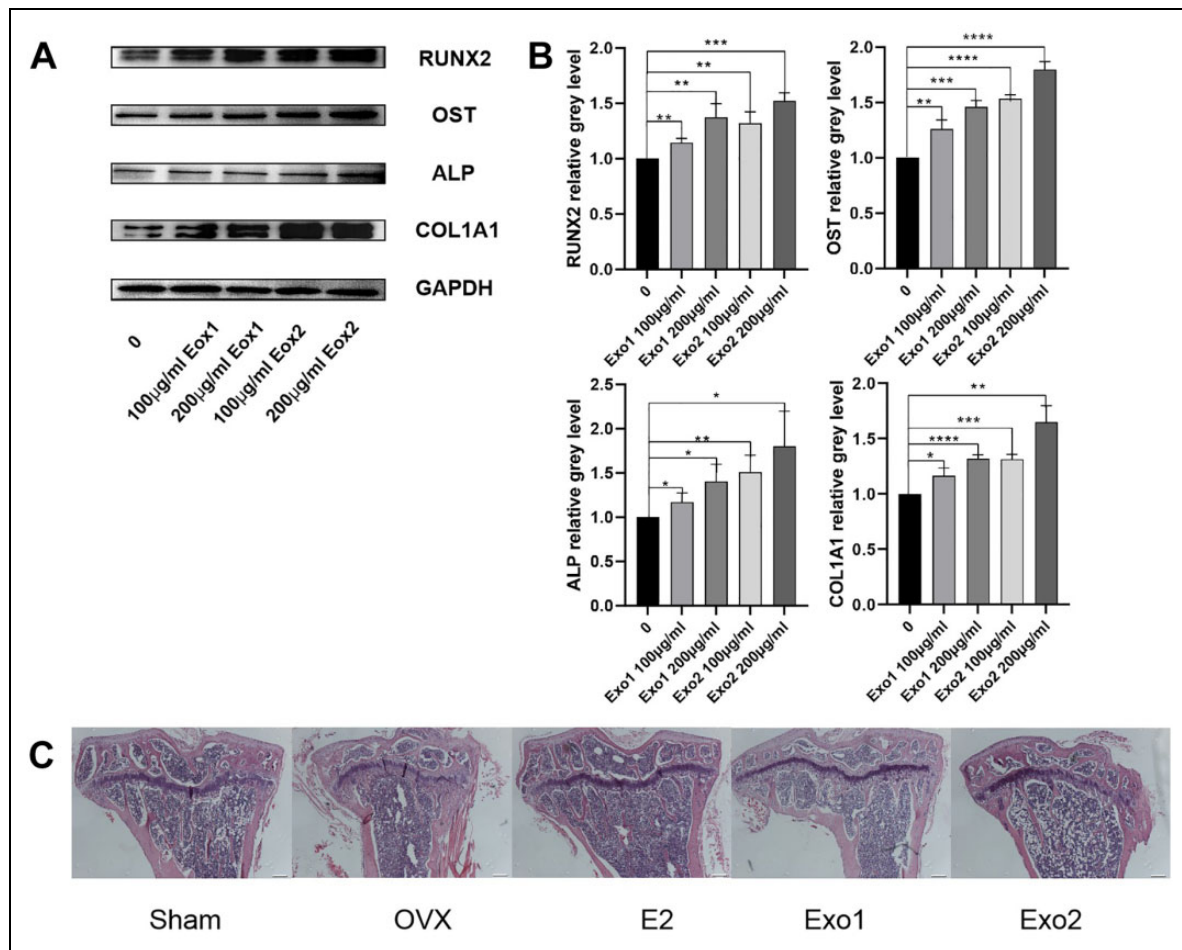 A
RUNX2
OST
ALP
COL1A1
GAPDH
0
100μg/ml Eox1
200μg/ml Eox1
100μg/ml Eox2
200μg/ml Eox2
B
RUNX2 relative grey level
2.0
1.5
1.0
0.5
0.0
***
**
**
**
0
Exo1 100μg/ml
Exo1 200μg/ml
Exo2 100μg/ml
Exo2 200μg/ml
OST relative grey level
2.0
1.5
1.0
0.5
0.0
****
****
***
**
0
Exo1 100μg/ml
Exo1 200μg/ml
Exo2 100μg/ml
Exo2 200μg/ml
ALP relative grey level
2.5
2.0
1.5
1.0
0.5
0.0
*
**
*
*
0
Exo1 100μg/ml
Exo1 200μg/ml
Exo2 100μg/ml
Exo2 200μg/ml
COL1A1 relative grey level
2.0
1.5
1.0
0.5
0.0
**
***
****
*
0
Exo1 100μg/ml
Exo1 200μg/ml
Exo2 100μg/ml
Exo2 200μg/ml
C
Sham
OVX
E2
Exo1
Exo2